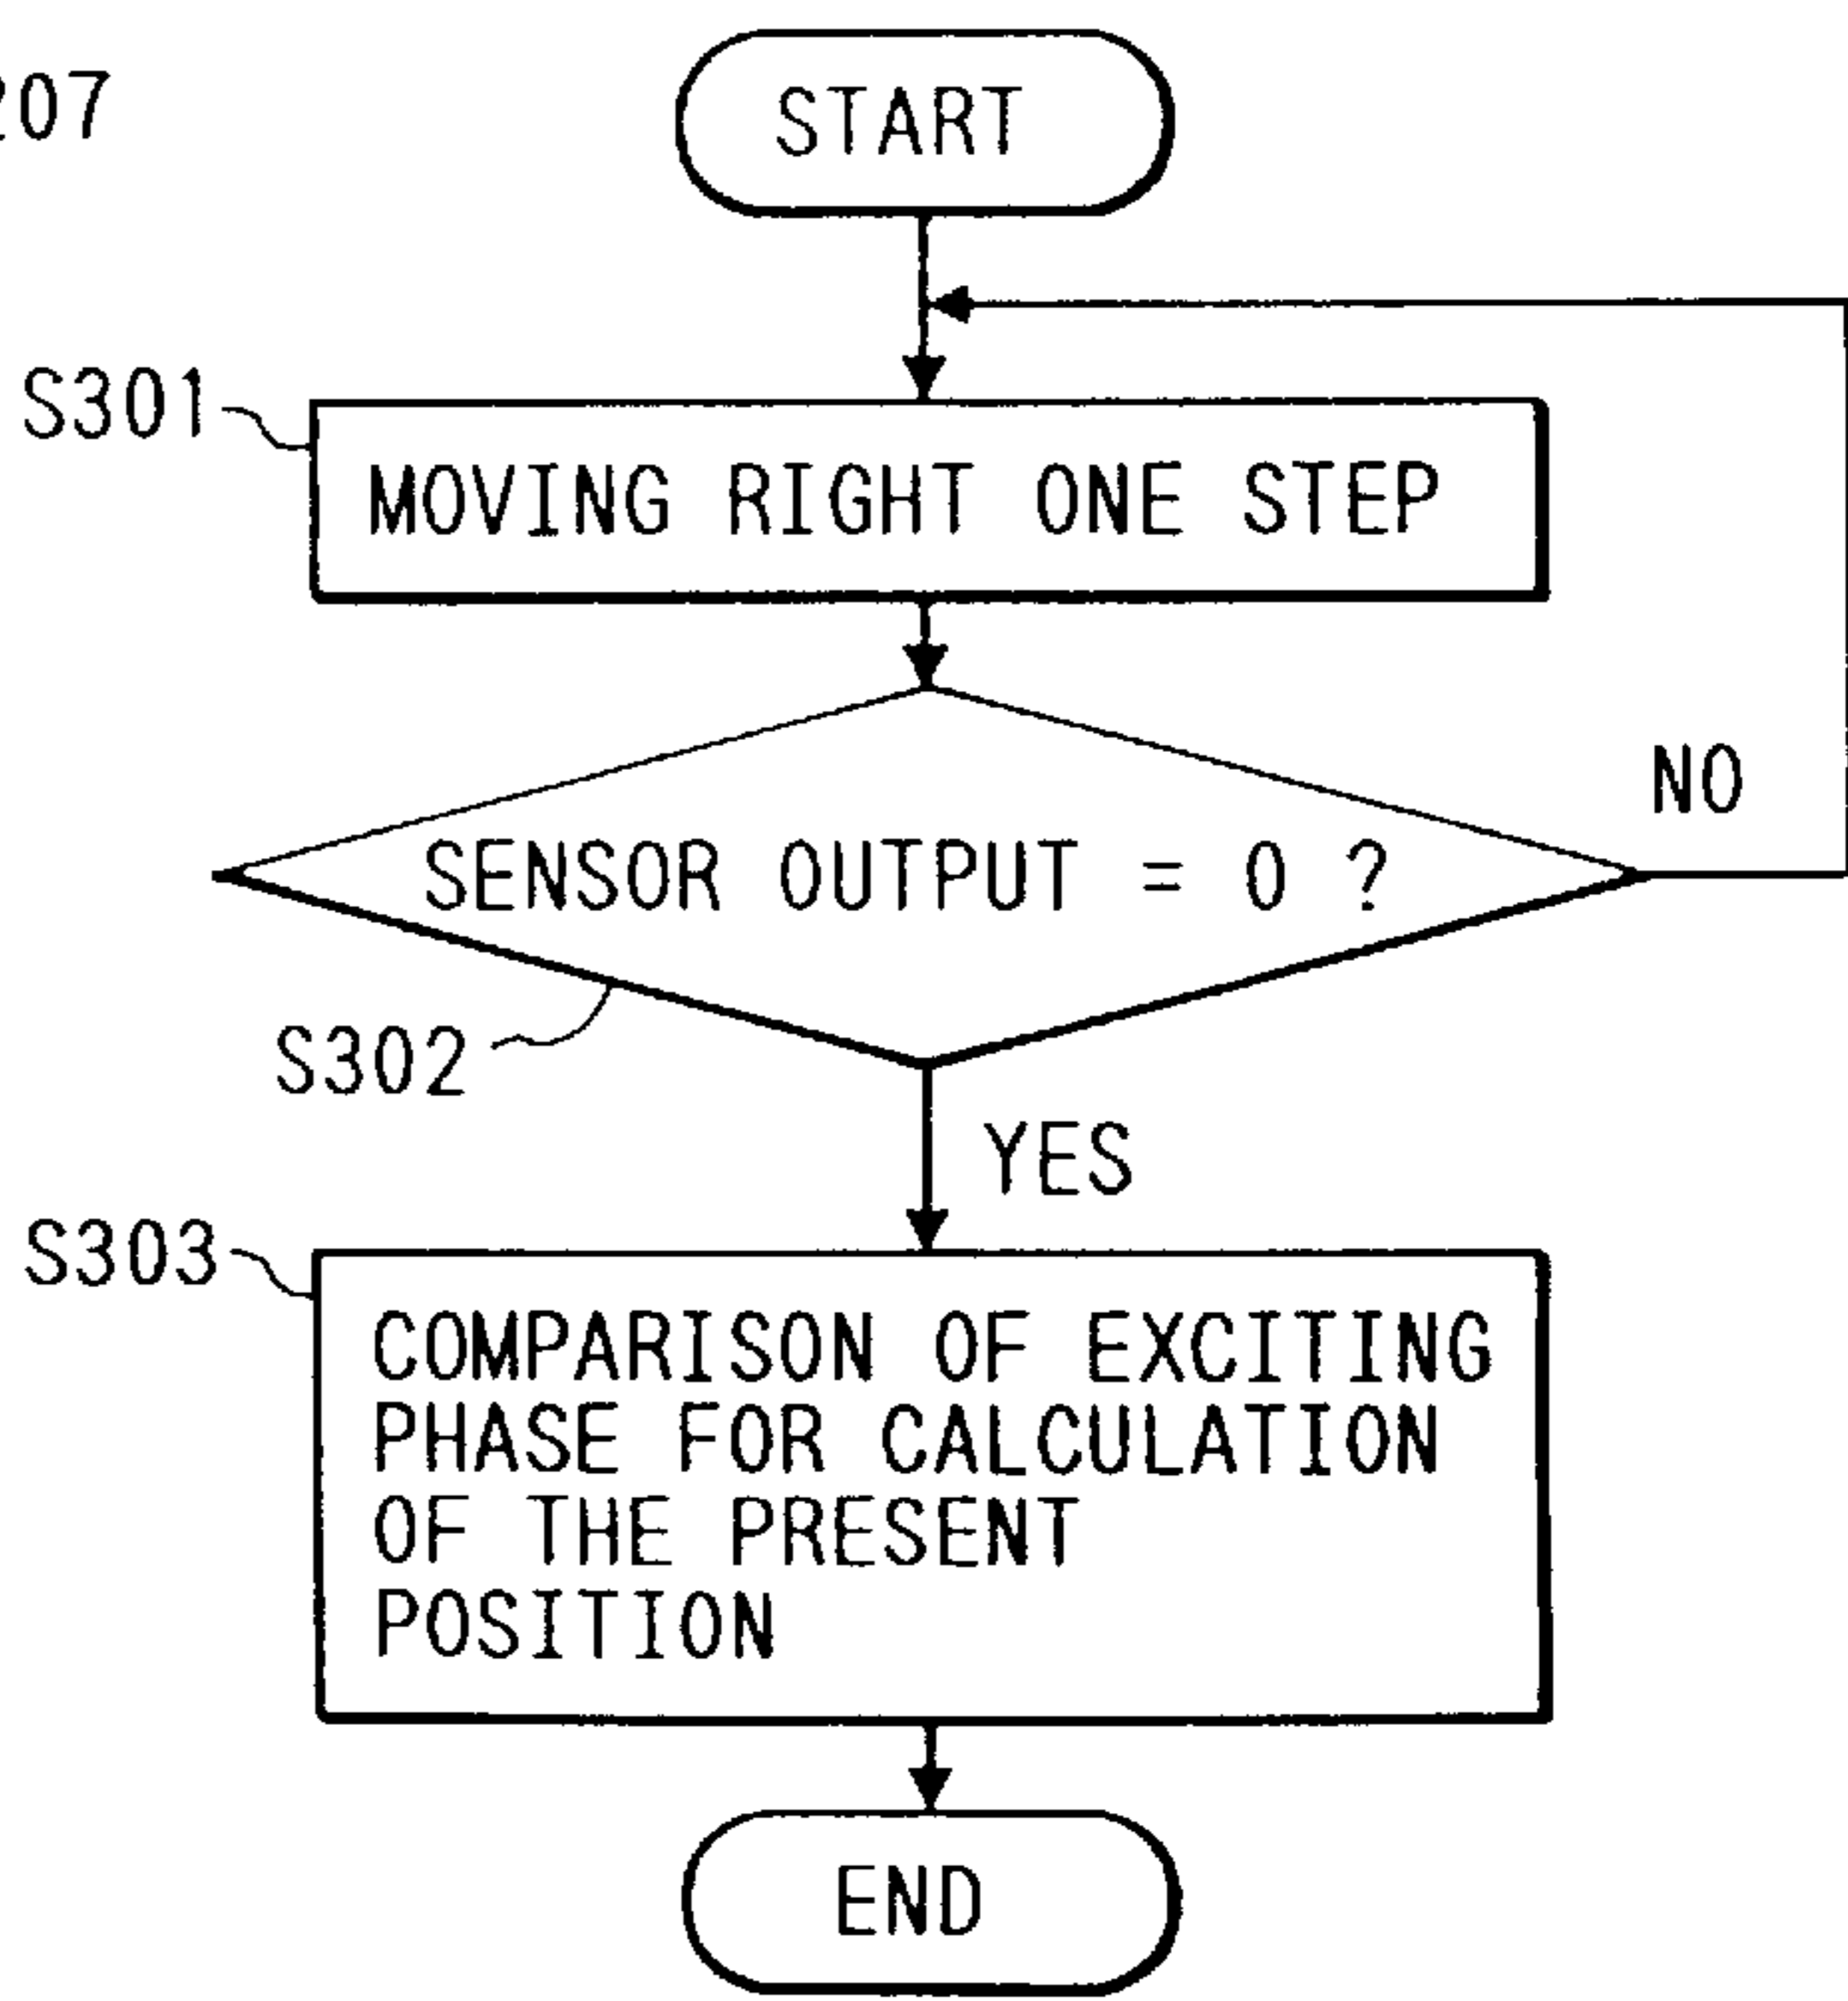 207
START
S301
MOVING RIGHT ONE STEP
NO
SENSOR OUTPUT = 0 ?
S302
YES
S303
COMPARISON OF EXCITING
PHASE FOR CALCULATION
OF THE PRESENT
POSITION
END